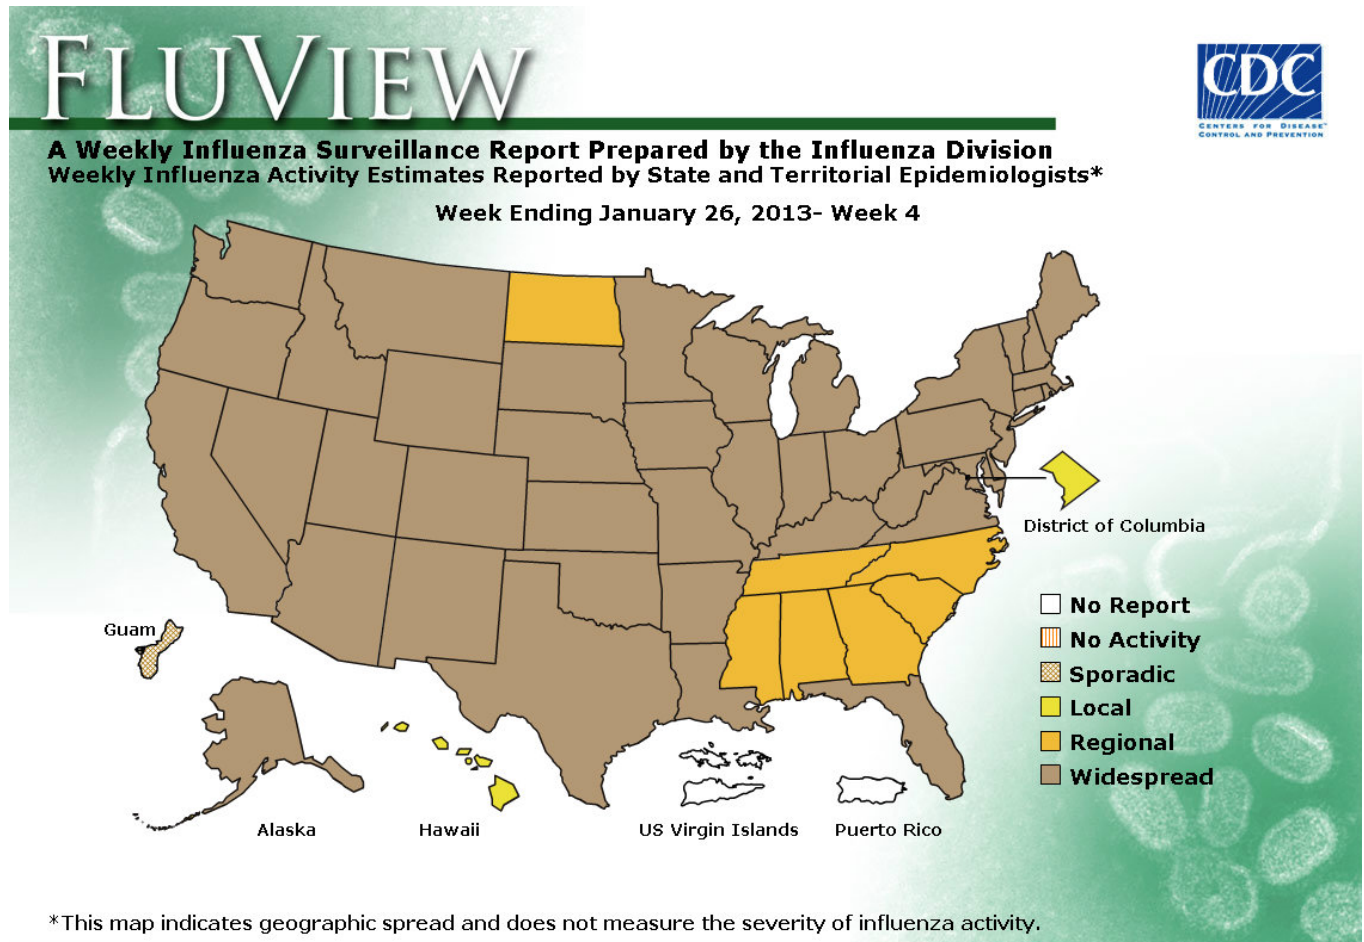 FLUVIEW
CDC
CENTERS FOR DISEASE™
CONTROL AND PREVENTION
A Weekly Influenza Surveillance Report Prepared by the Influenza Division
Weekly Influenza Activity Estimates Reported by State and Territorial Epidemiologists*
Week Ending January 26, 2013- Week 4
District of Columbia
No Report
Guam
No Activity
Sporadic
Local
Regional
Widespread
Alaska
Hawaii
US Virgin Islands
Puerto Rico
*This map indicates geographic spread and does not measure the severity of influenza activity.